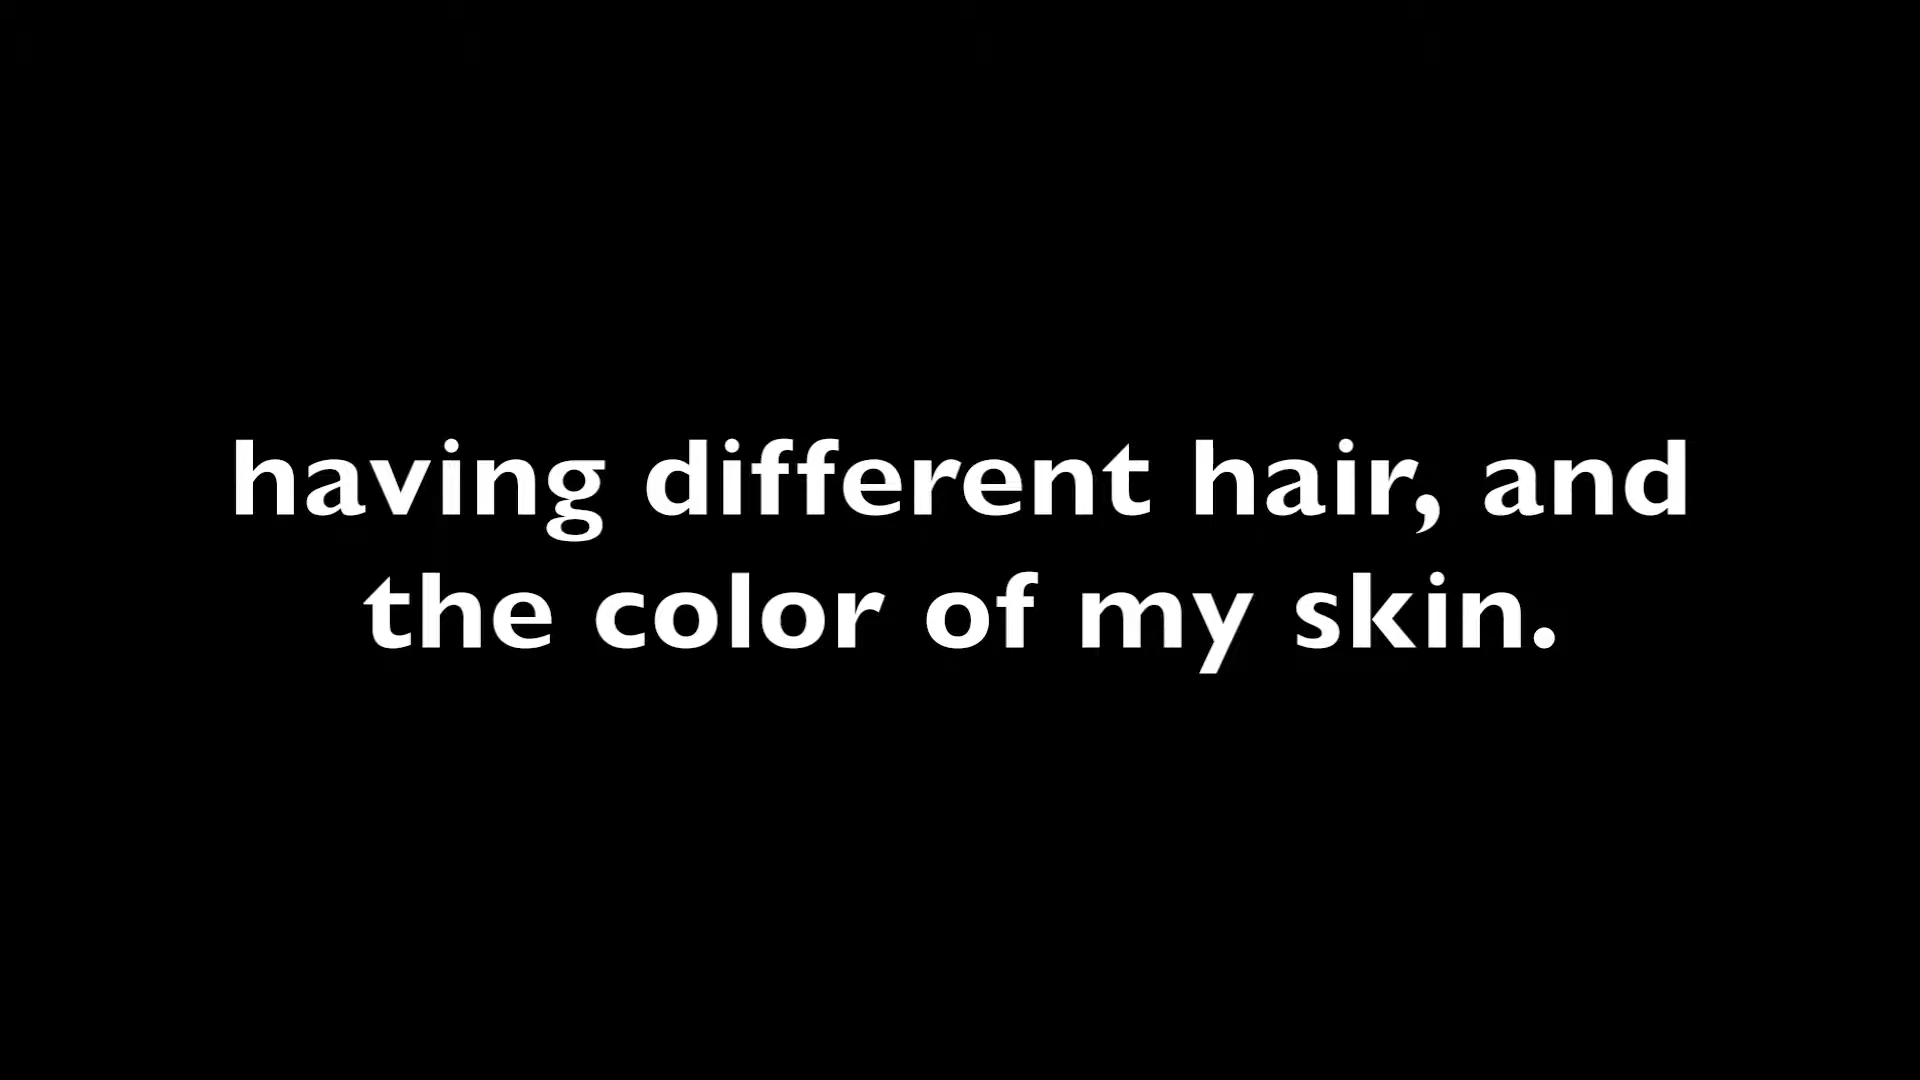 having different hair, and
the color of my skin.